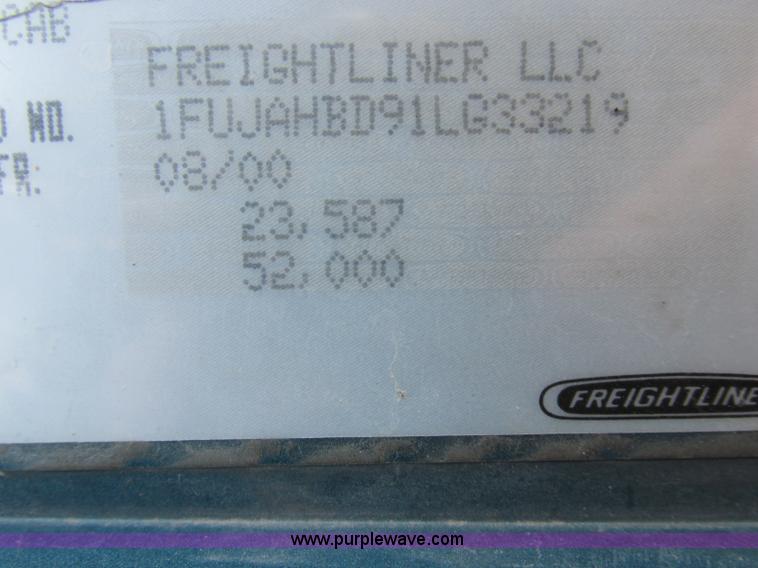 CAB
FREIGHTLINER LLC
NO. 1FUJAHBD91LG33219
FR: 08/00
23,587
52,000
FREIGHTLINE
www.purplewave.com